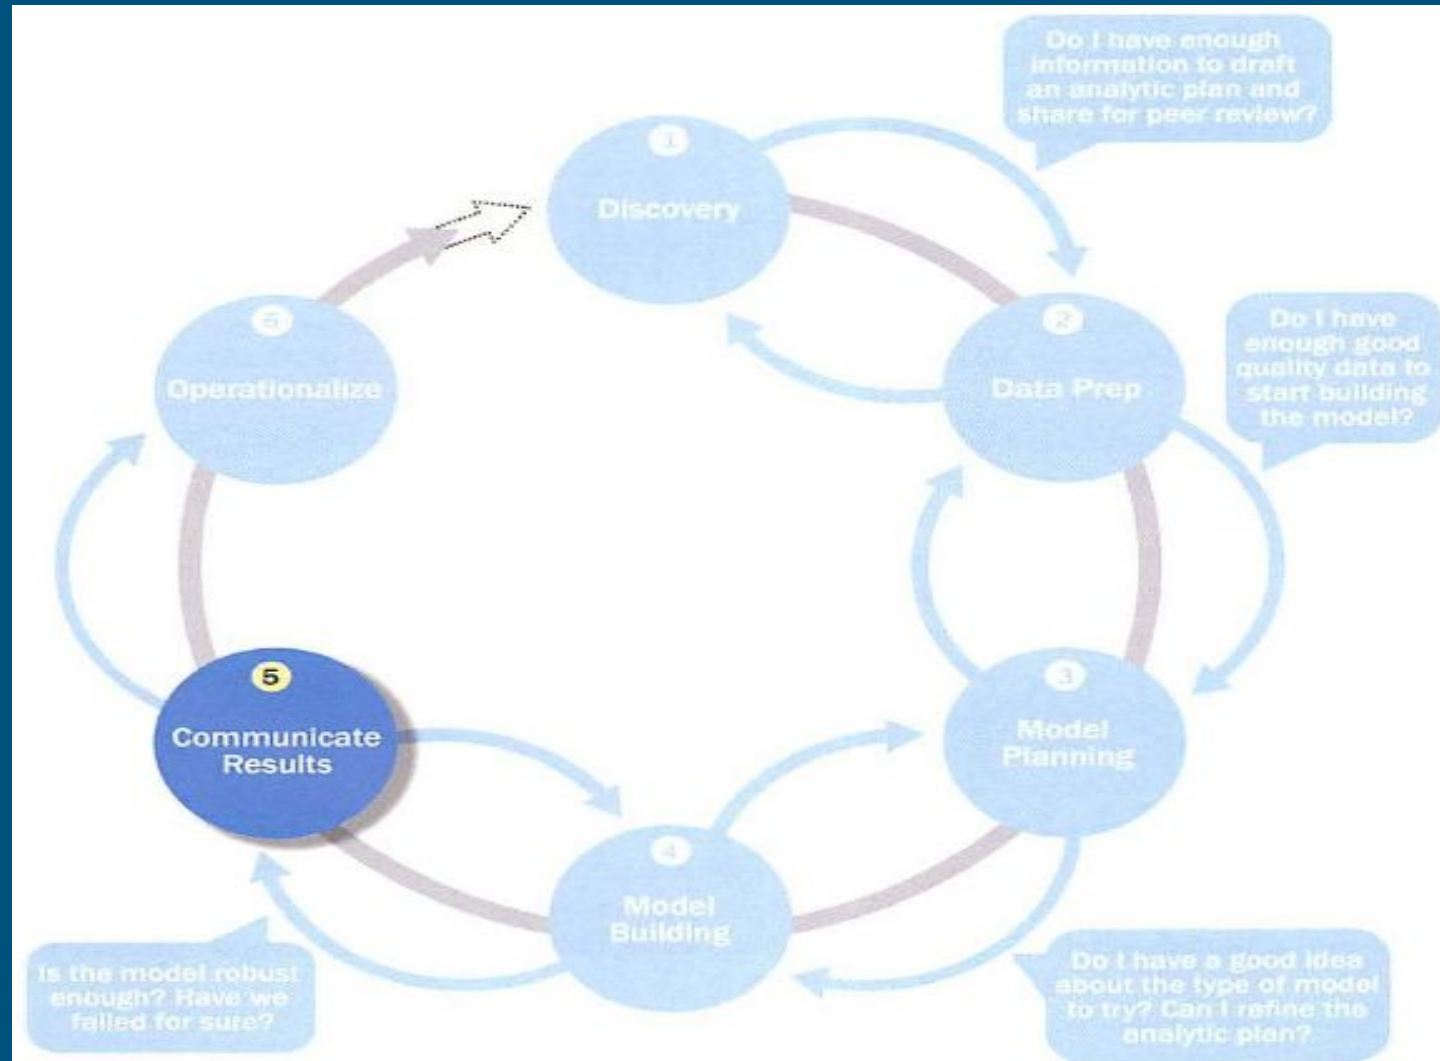 Do I have enough
information to draft
an analytic plan and
share for peer review?
1
Discovery
2
Data Prep
Do I have
enough good
quality data to
start building
the model?
3
Model
Planning
Do I have a good idea
about the type of model
to try? Can I refine the
analytic plan?
4
Model
Building
Is the model robust
enough? Have we
failed for sure?
5
Communicate
Results
6
Operationalize